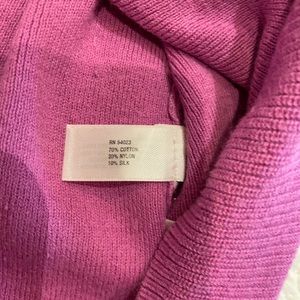 RN 54023
70% COTTON
20% NYLON
10% SILK